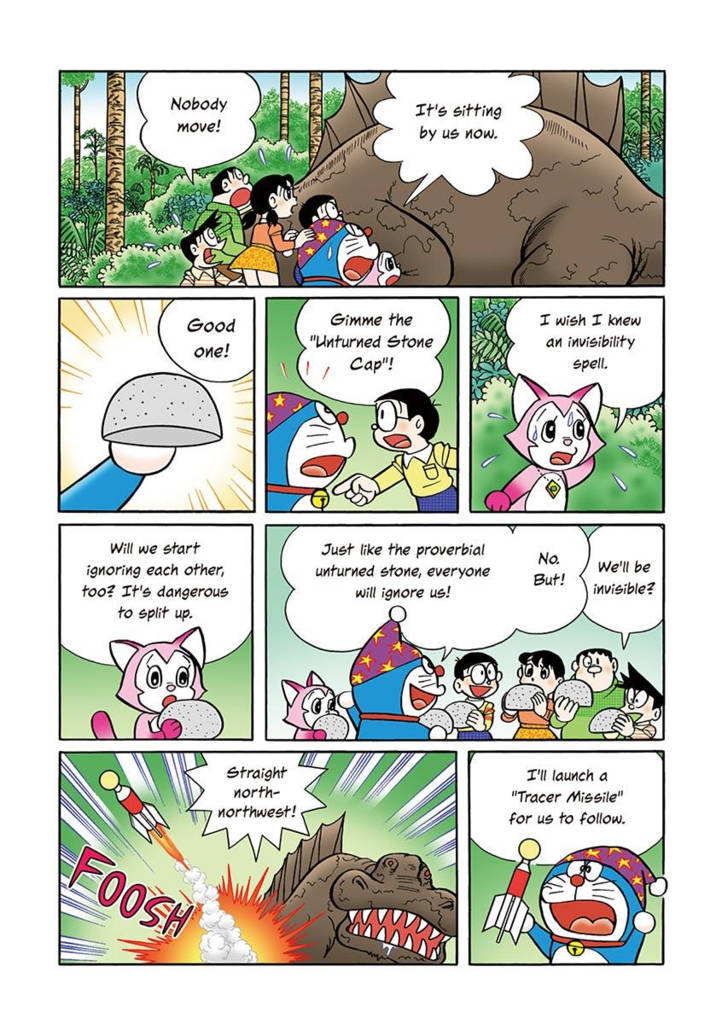 It's sitting
by us now.
Nobody
move!
I wish I knew
an invisibility
spell.
Gimme the
"Unturned Stone
Cap"!
Good
one!
We'll be
invisible?
No.
But!
Just like the proverbial
unturned stone, everyone
will ignore us!
Will we start
ignoring each other,
too? It's dangerous
to split up.
I'll launch a
"Tracer Missile"
for us to follow.
Straight
north-
northwest!
FOOSH